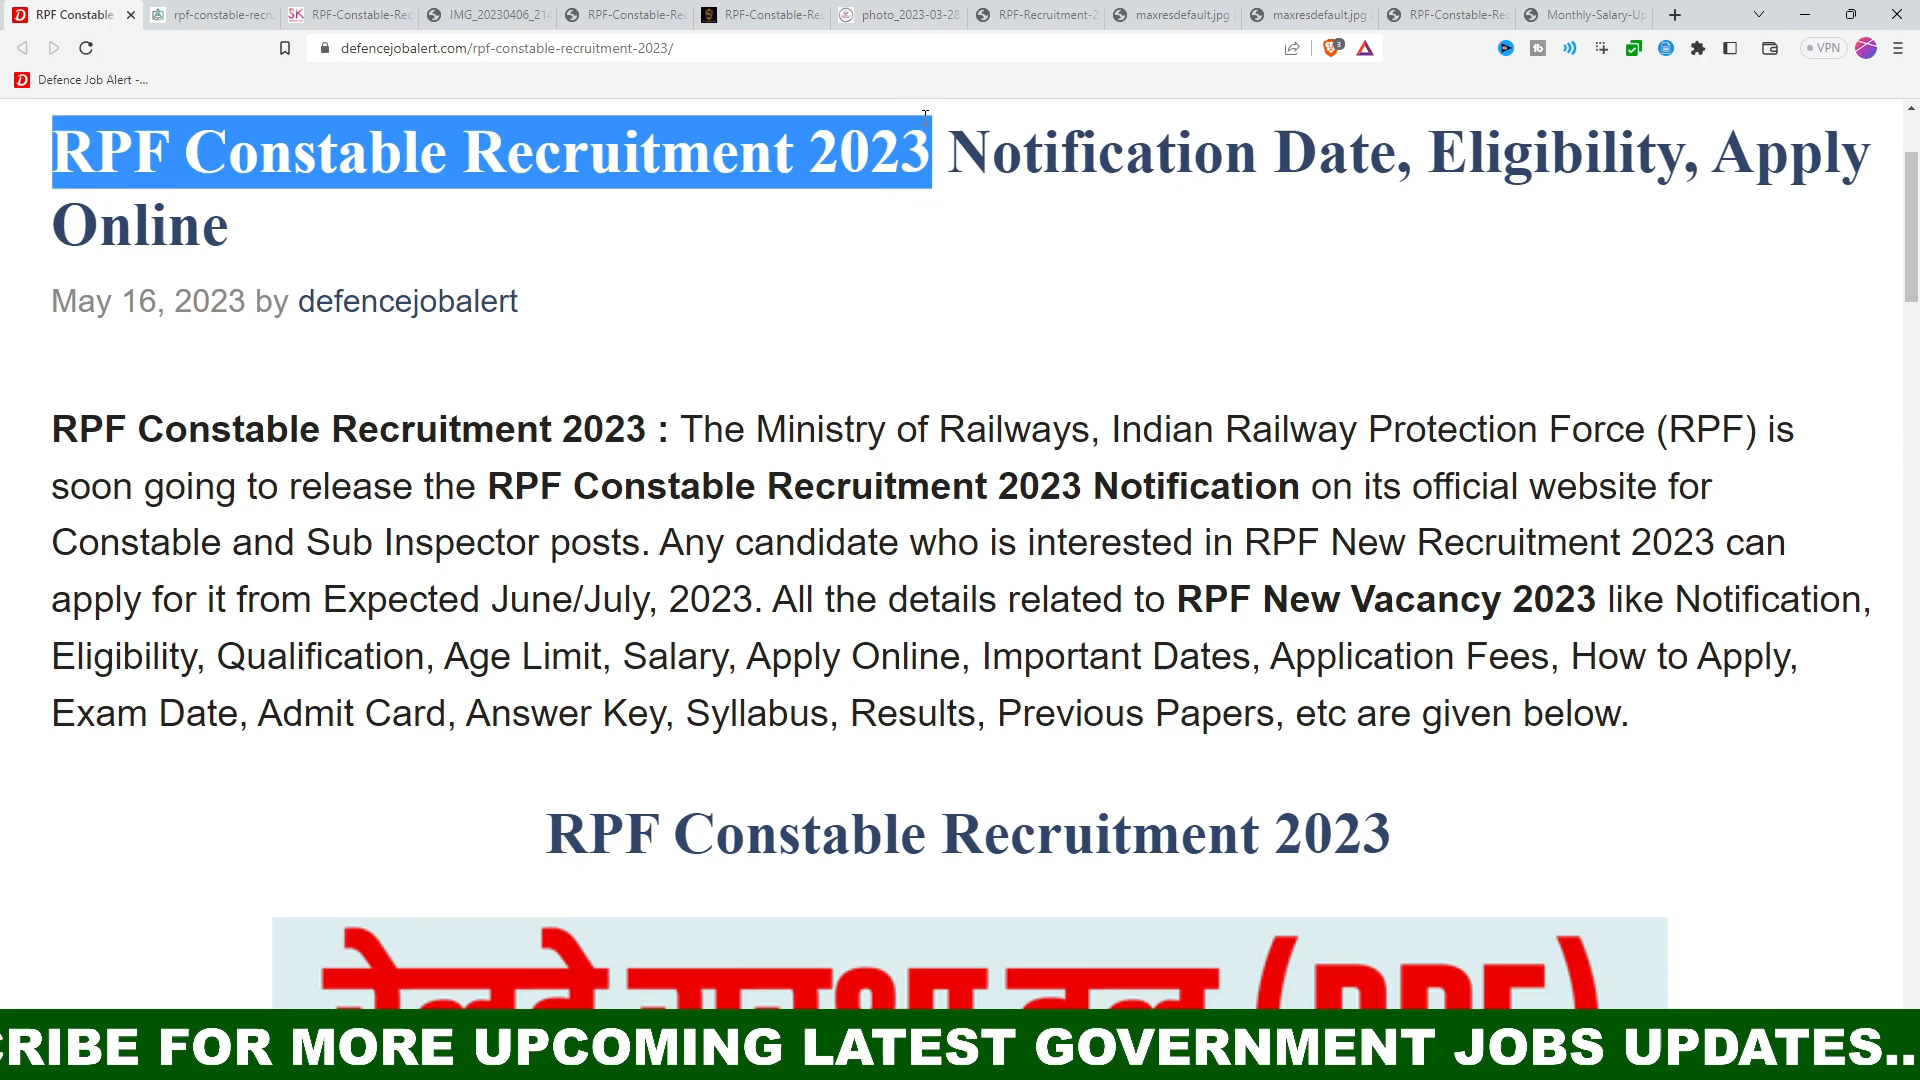 RPF Constable
rpf-constable-recru
RPF-Constable-Rec
IMG_20230406_21
RPF-Constable-Rec
RPF-Constable-Rec
photo_2023-03-28
RPF-Recruitment-2
maxresdefault.jpg
maxresdefault.jpg
RPF-Constable-Rec
Monthly-Salary-Up
defencejobalert.com/rpf-constable-recruitment-2023/
3
VPN
Defence Job Alert -...
RPF Constable Recruitment 2023 Notification Date, Eligibility, Apply
Online
May 16, 2023 by defencejobalert
RPF Constable Recruitment 2023 : The Ministry of Railways, Indian Railway Protection Force (RPF) is
soon going to release the RPF Constable Recruitment 2023 Notification on its official website for
Constable and Sub Inspector posts. Any candidate who is interested in RPF New Recruitment 2023 can
apply for it from Expected June/July, 2023. All the details related to RPF New Vacancy 2023 like Notification,
Eligibility, Qualification, Age Limit, Salary, Apply Online, Important Dates, Application Fees, How to Apply,
Exam Date, Admit Card, Answer Key, Syllabus, Results, Previous Papers, etc are given below.
RPF Constable Recruitment 2023
CRIBE FOR MORE UPCOMING LATEST GOVERNMENT JOBS UPDATES..